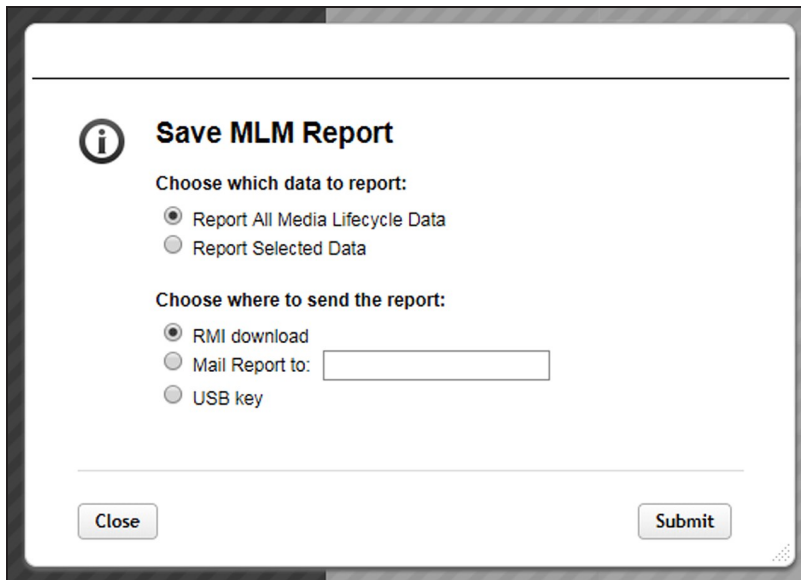 Save MLM Report
Choose which data to report:
Report All Media Lifecycle Data
Report Selected Data
Choose where to send the report:
RMI download
Mail Report to:
USB key
Close
Submit